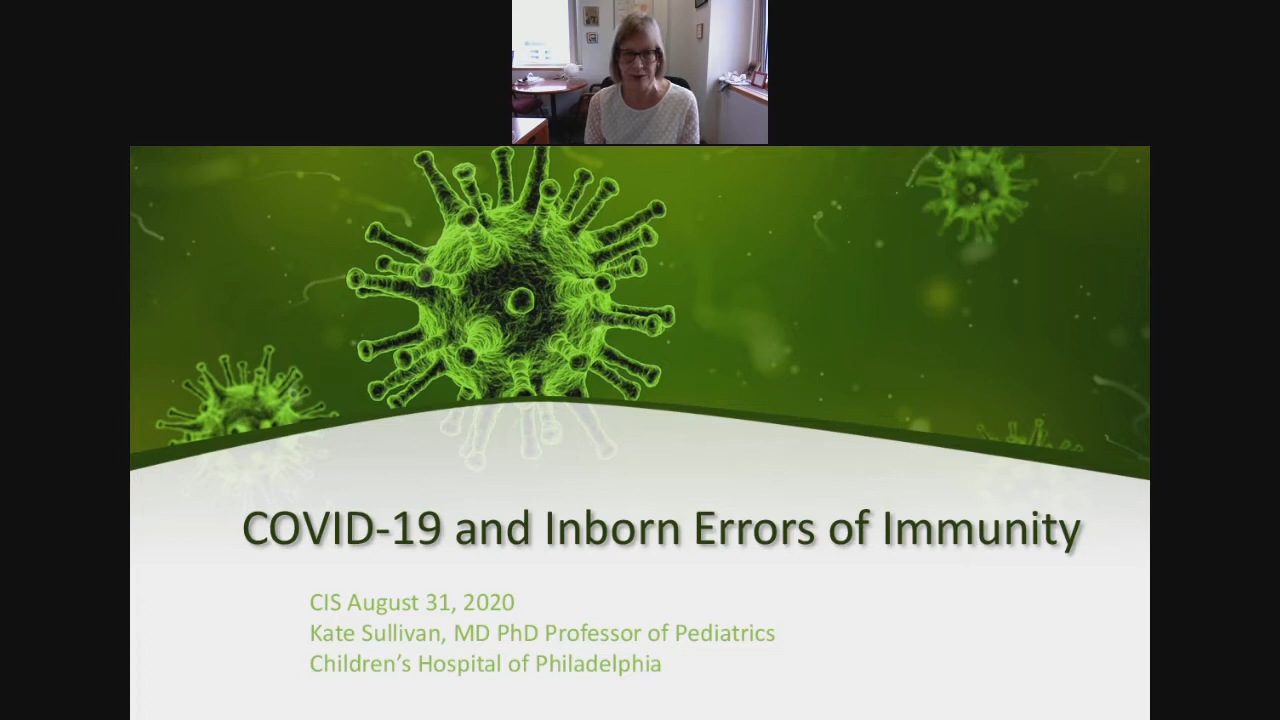 COVID-19 and Inborn Errors of Immunity
CIS August 31, 2020
Kate Sullivan, MD PhD Professor of Pediatrics
Children's Hospital of Philadelphia